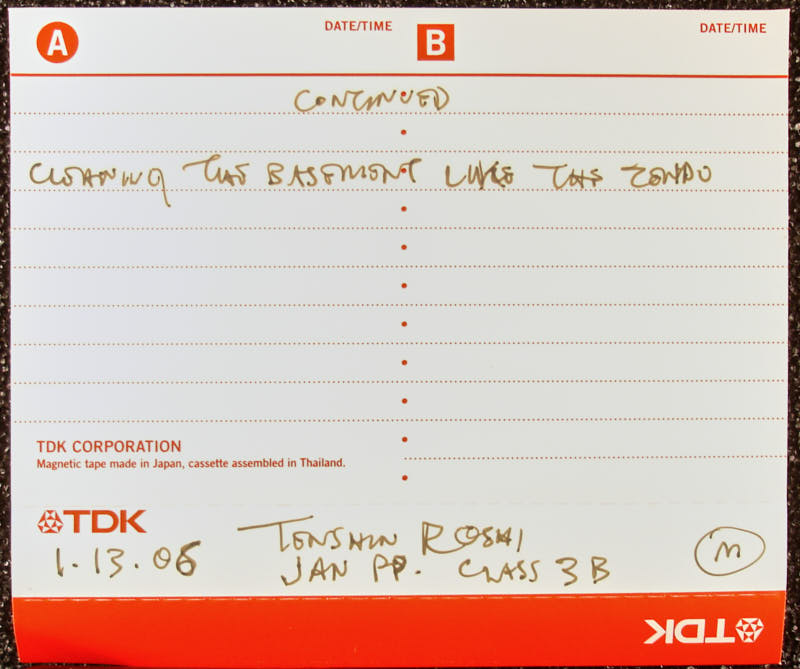 A DATE/TIME B DATE/TIME
CONTINUED
CLEANING THE BASEMENT LIKE THE ZENDO
TDK CORPORATION
Magnetic tape made in Japan, cassette assembled in Thailand.
TDK
TENSHIN ROSHI
1.13.06 JAN PP. CLASS 3B
M
TDK